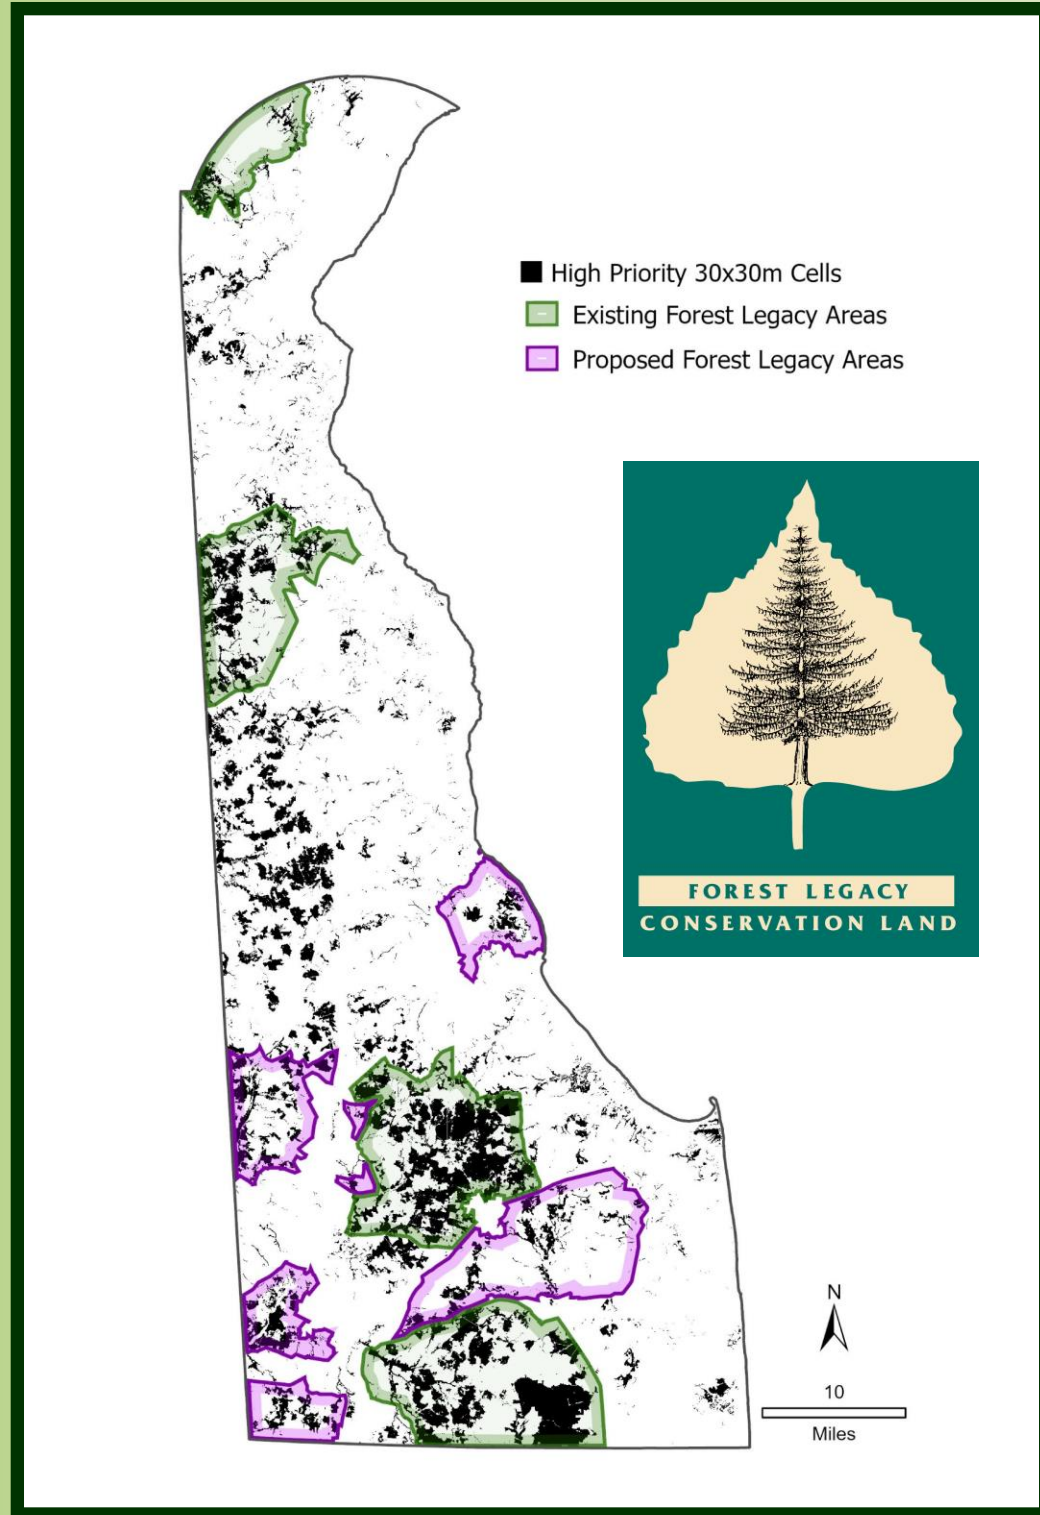 High Priority 30x30m Cells
Existing Forest Legacy Areas
Proposed Forest Legacy Areas
FOREST LEGACY
CONSERVATION LAND
N
10
Miles